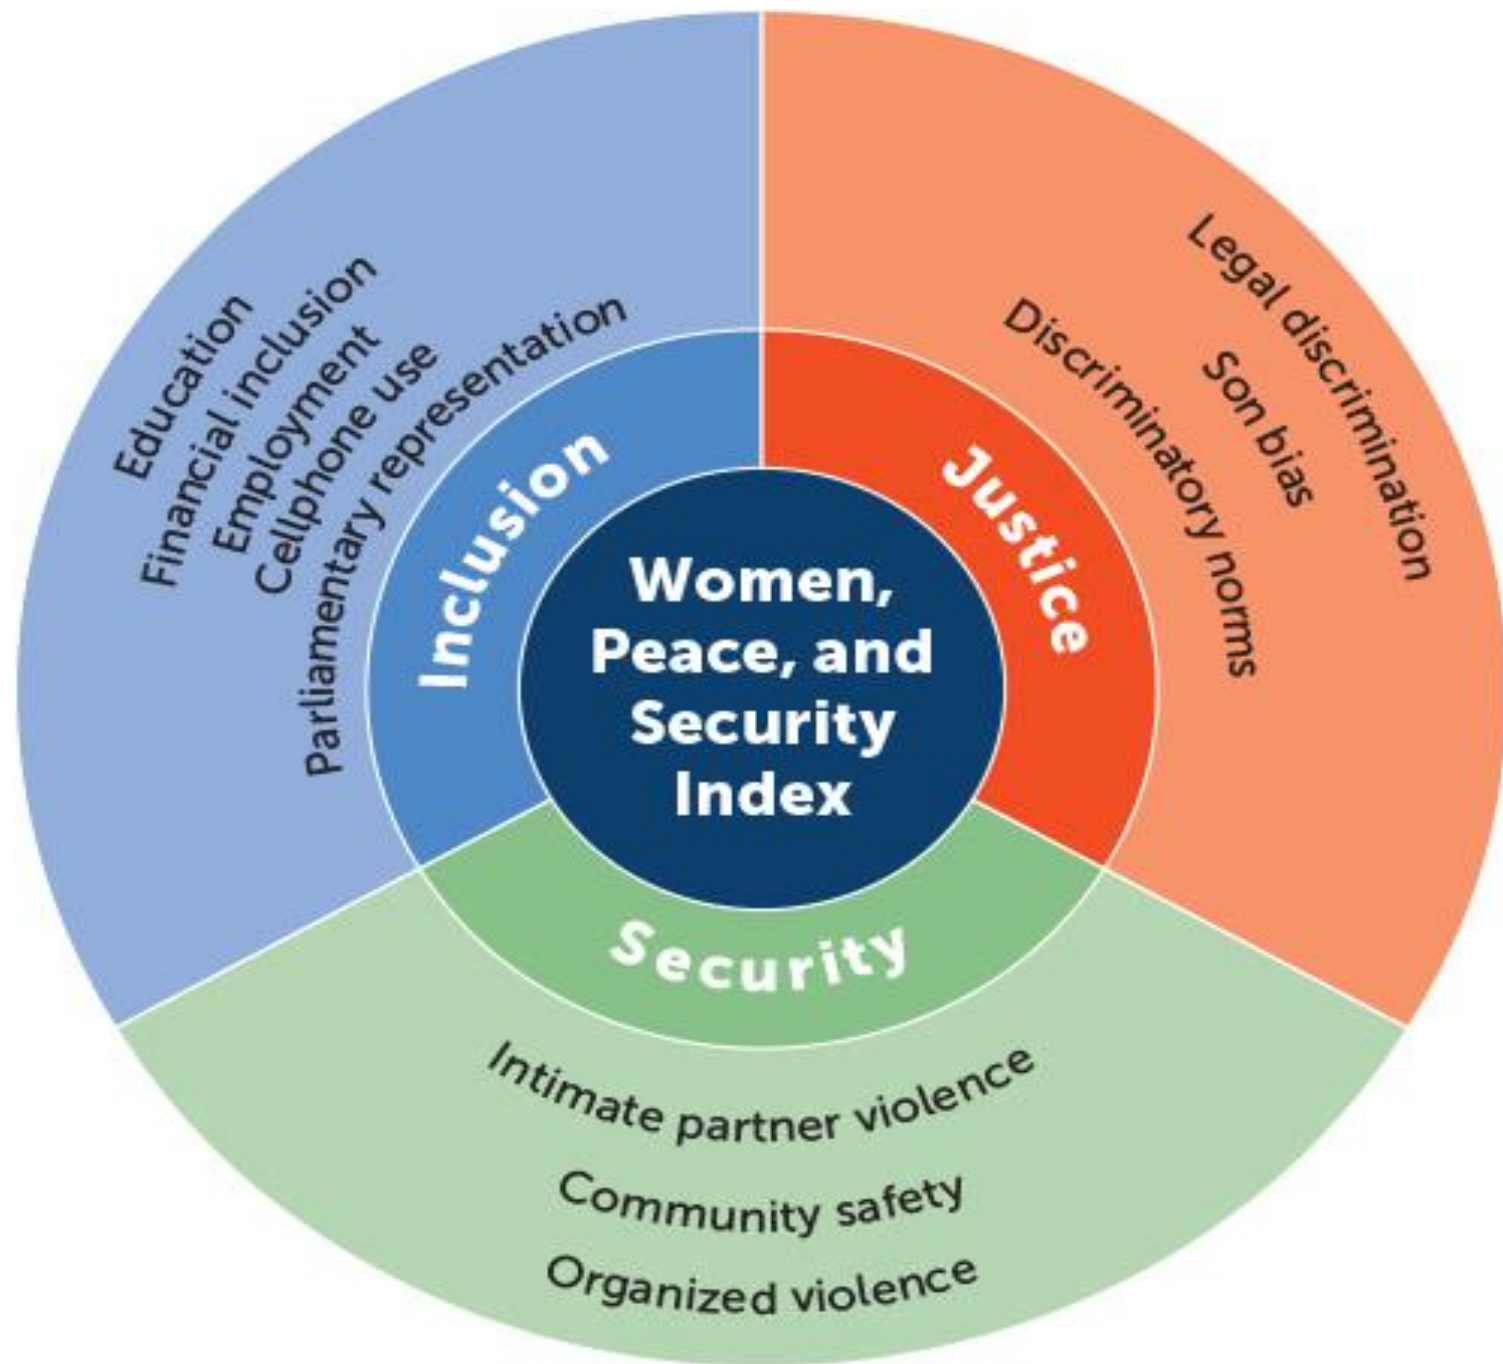 Women,
Peace, and
Security
Index
Inclusion
Education
Financial inclusion
Employment
Cellphone use
Parliamentary representation
Justice
Legal discrimination
Son bias
Discriminatory norms
Security
Intimate partner violence
Community safety
Organized violence